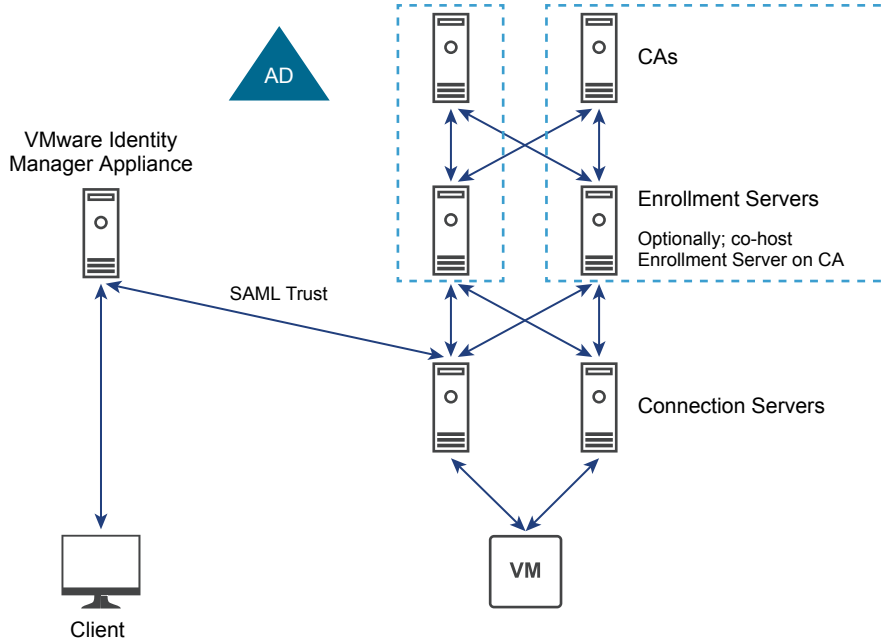 AD
CAs
VMware Identity
Manager Appliance
Enrollment Servers
Optionally; co-host
Enrollment Server on CA
SAML Trust
Connection Servers
VM
Client